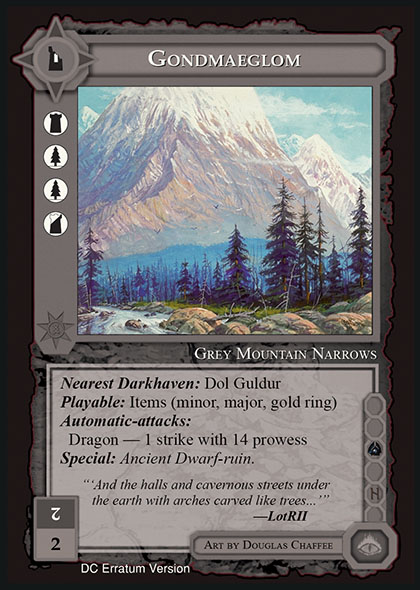 GONDMAEGLOM
GREY MOUNTAIN NARROWS
Nearest Darkhaven: Dol Guldur
Playable: Items (minor, major, gold ring)
Automatic-attacks:
Dragon — 1 strike with 14 prowess
Special: Ancient Dwarf-ruin.
“‘And the halls and cavernous streets under
the earth with arches carved like trees...’”
—LotRII
2
2
ART BY DOUGLAS CHAFFEE
DC Erratum Version